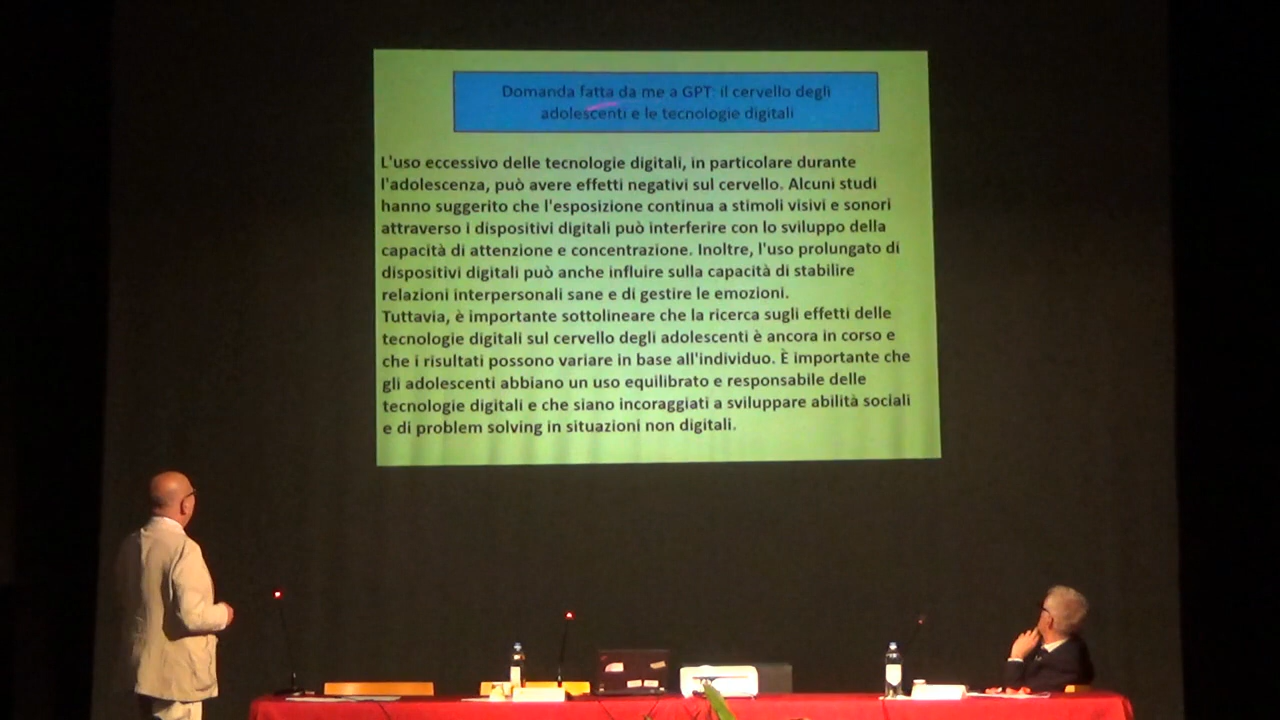 Domanda fatta da me a GPT: il cervello degli
adolescenti e le tecnologie digitali
L'uso eccessivo delle tecnologie digitali, in particolare durante
l'adolescenza, può avere effetti negativi sul cervello. Alcuni studi
hanno suggerito che l'esposizione continua a stimoli visivi e sonori
attraverso i dispositivi digitali può interferire con lo sviluppo della
capacità di attenzione e concentrazione. Inoltre, l'uso prolungato di
dispositivi digitali può anche influire sulla capacità di stabilire
relazioni interpersonali sane e di gestire le emozioni.
Tuttavia, è importante sottolineare che la ricerca sugli effetti delle
tecnologie digitali sul cervello degli adolescenti è ancora in corso e
che i risultati possono variare in base all'individuo. È importante che
gli adolescenti abbiano un uso equilibrato e responsabile delle
tecnologie digitali e che siano incoraggiati a sviluppare abilità sociali
e di problem solving in situazioni non digitali.